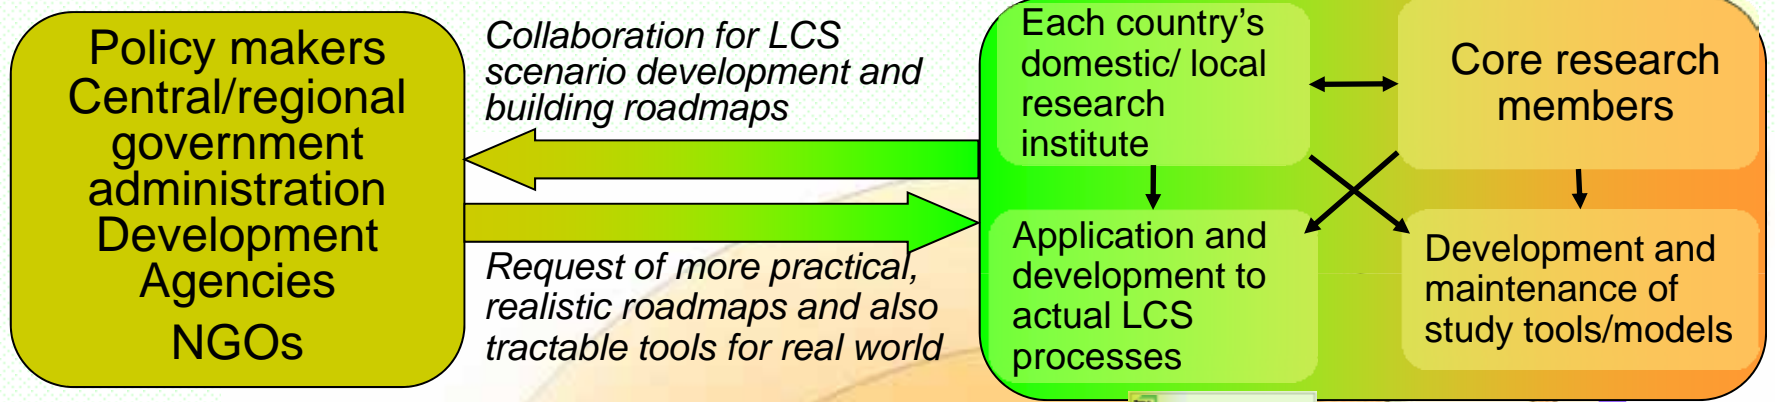 Policy makers
Central/regional
government
administration
Development
Agencies
NGOs
Collaboration for LCS
scenario development and
building roadmaps
Request of more practical,
realistic roadmaps and also
tractable tools for real world
Each country’s
domestic/ local
research
institute
Core research
members
Application and
development to
actual LCS
processes
Development and
maintenance of
study tools/models